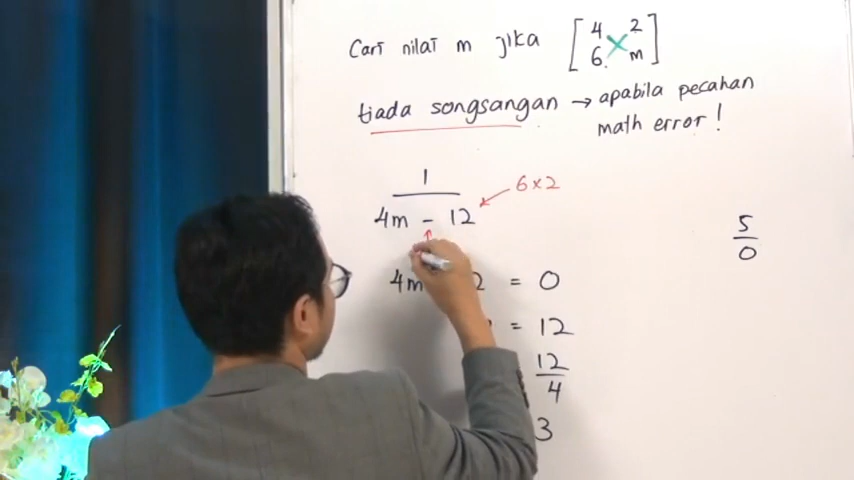 Cari nilai m jika [ 4 2
6 m ]
tiada songsangan → apabila pecahan
math error !
1
4m - 12 ← 6 x 2
5
0
4m 2 = 0
= 12
12
4
3